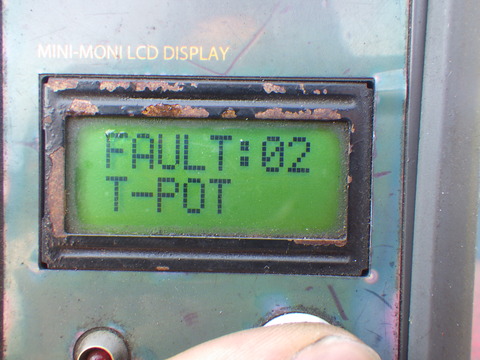 MINI-MONI LCD DISPLAY
FAULT:02
T-POT